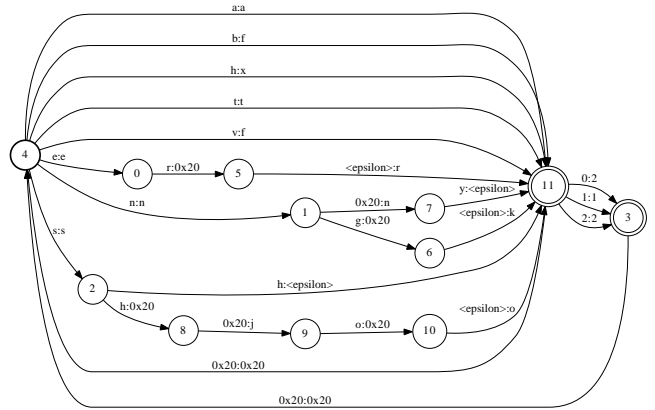 a:a
b:f
h:x
t:t
v:f
4
e:e
0
r:0x20
5
<epsilon>:r
11
0:2
1:1
2:2
3
n:n
1
0x20:n
7
y:<epsilon>
g:0x20
6
<epsilon>:k
s:s
2
h:<epsilon>
h:0x20
8
0x20:j
9
o:0x20
10
<epsilon>:o
0x20:0x20
0x20:0x20